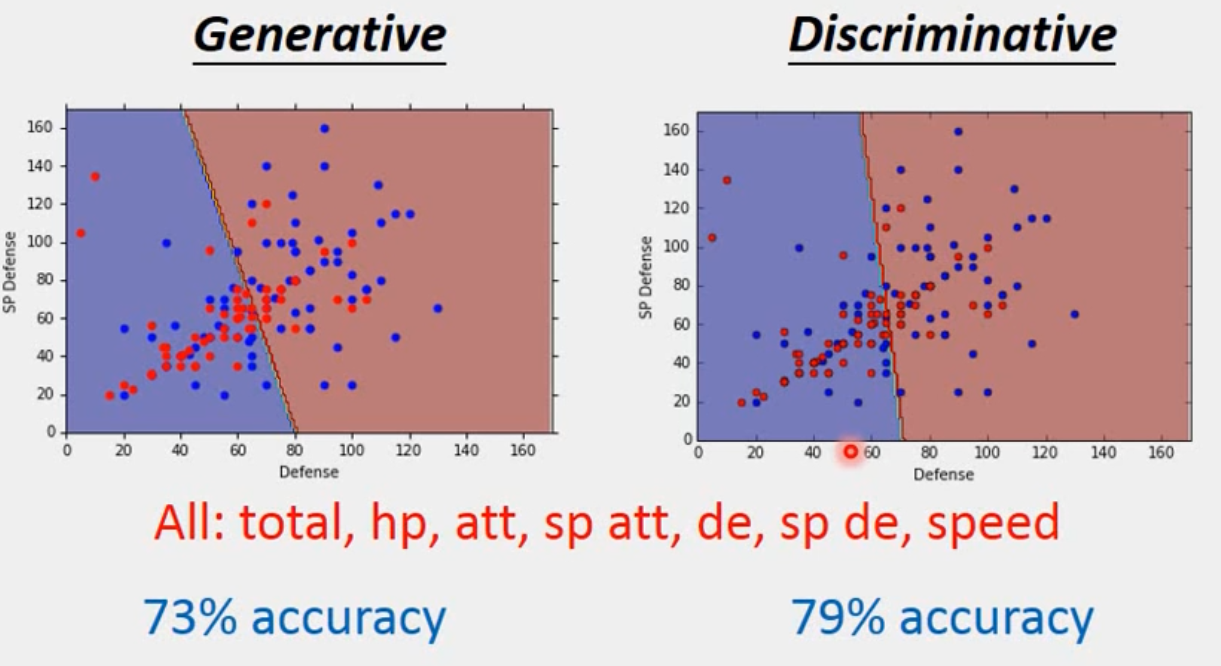 Generative
Discriminative
160
140
120
100
80
60
40
20
0
SP Defense
0 20 40 60 80 100 120 140 160
Defense
160
140
120
100
80
60
40
20
0
SP Defense
0 20 40 60 80 100 120 140 160
Defense
All: total, hp, att, sp att, de, sp de, speed
73% accuracy
79% accuracy